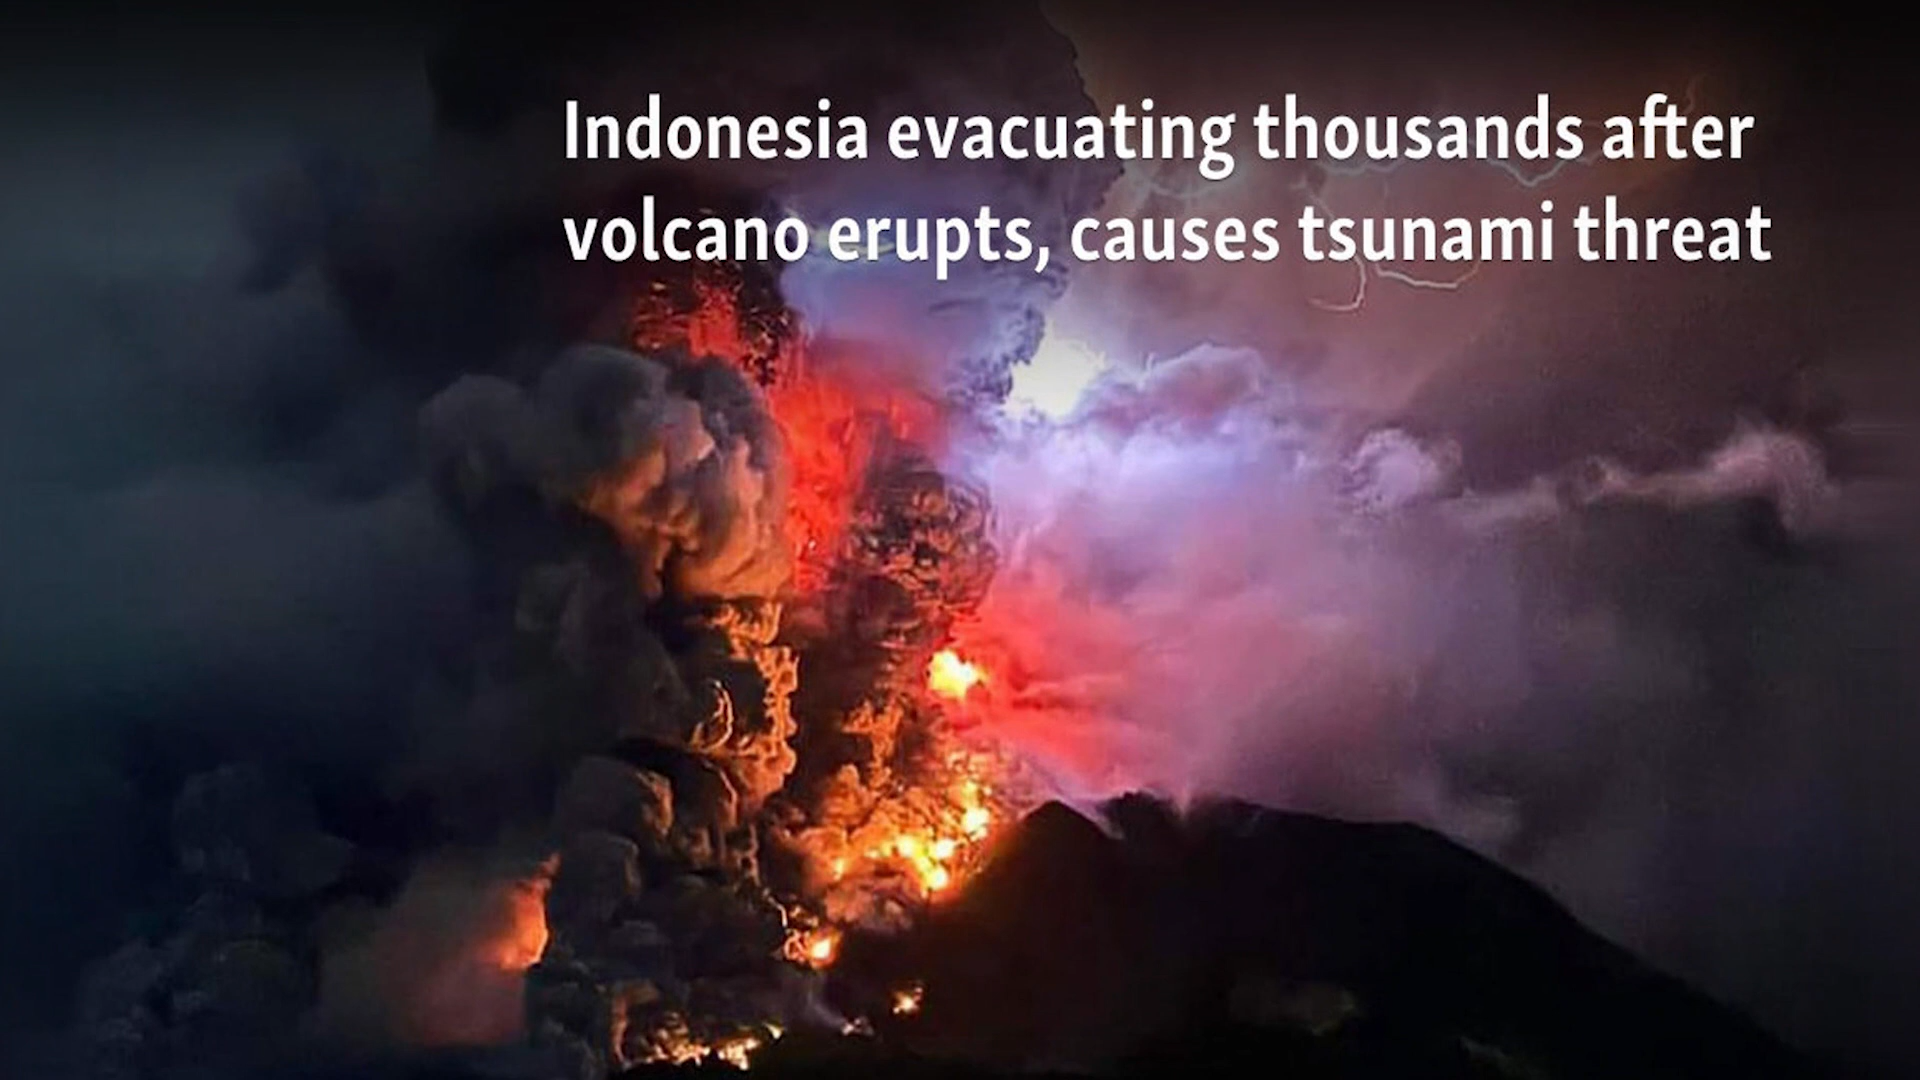 Indonesia evacuating thousands after
volcano erupts, causes tsunami threat